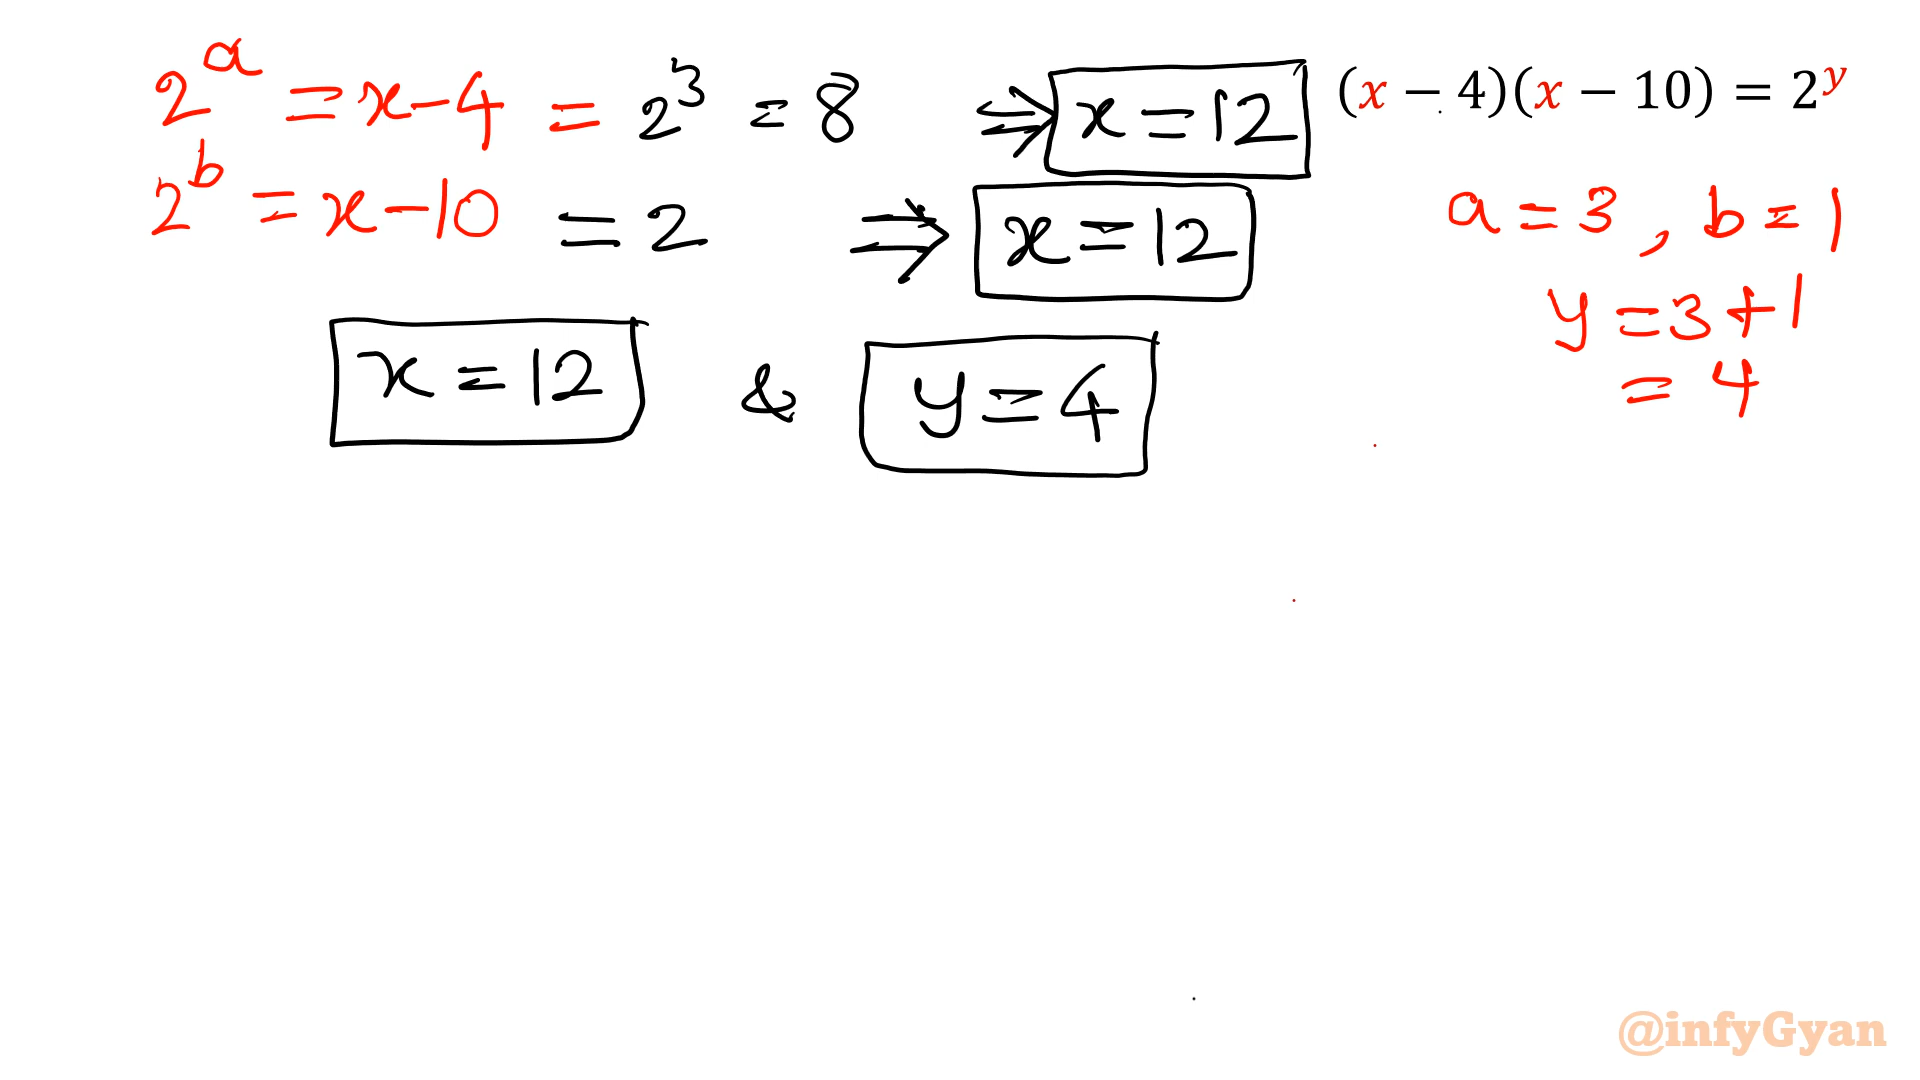 2^a = x - 4 = 2^3 = 8 ⇒ x = 12
(x − 4)(x − 10) = 2^y
2^b = x - 10 = 2 ⇒ x = 12
a = 3 , b = 1
y = 3 + 1
= 4
x = 12 & y = 4
@infyGyan